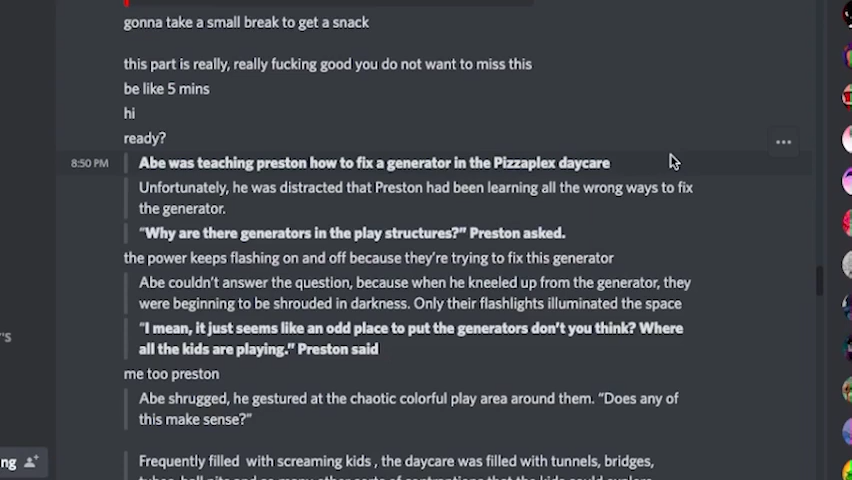 gonna take a small break to get a snack
this part is really, really fucking good you do not want to miss this
be like 5 mins
hi
ready?
8:50 PM
Abe was teaching preston how to fix a generator in the Pizzaplex daycare
Unfortunately, he was distracted that Preston had been learning all the wrong ways to fix
the generator.
"Why are there generators in the play structures?" Preston asked.
the power keeps flashing on and off because they're trying to fix this generator
Abe couldn't answer the question, because when he kneeled up from the generator, they
were beginning to be shrouded in darkness. Only their flashlights illuminated the space
"I mean, it just seems like an odd place to put the generators don't you think? Where
all the kids are playing." Preston said
me too preston
Abe shrugged, he gestured at the chaotic colorful play area around them. "Does any of
this make sense?"
Frequently filled with screaming kids , the daycare was filled with tunnels, bridges,